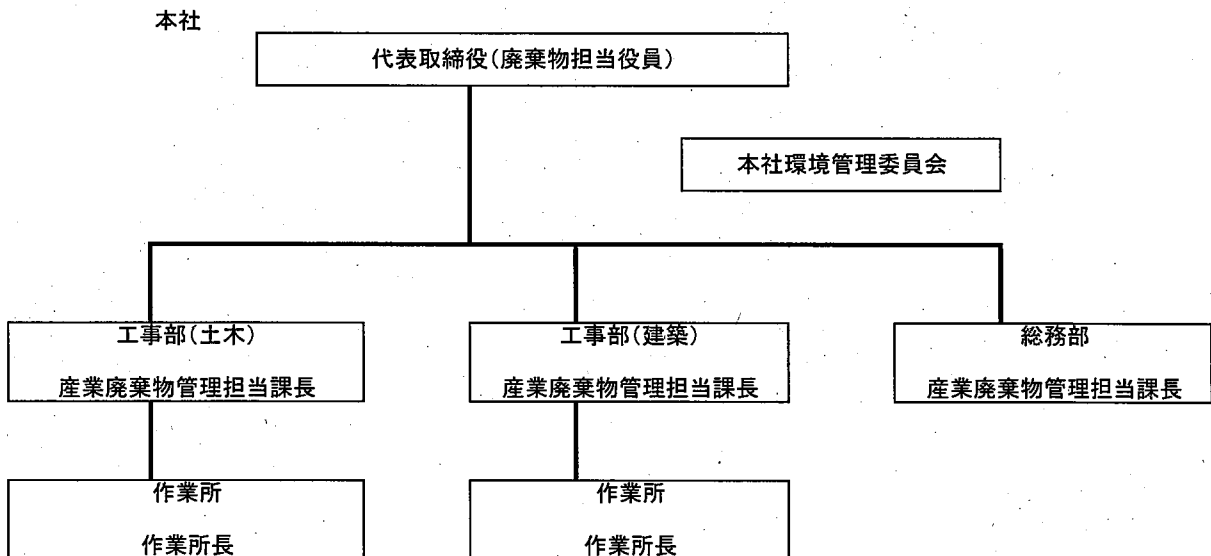 本社
代表取締役(廃棄物担当役員)
本社環境管理委員会
工事部(土木)
産業廃棄物管理担当課長
工事部(建築)
産業廃棄物管理担当課長
総務部
産業廃棄物管理担当課長
作業所
作業所長
作業所
作業所長